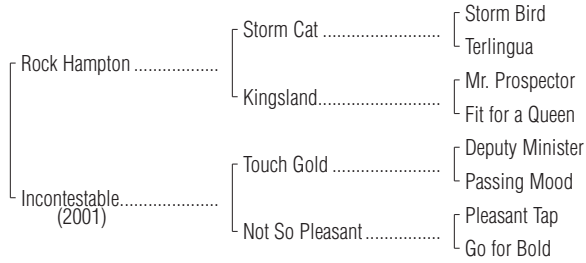 Storm Bird
Storm Cat ........................
Terlingua
Rock Hampton .................
Mr. Prospector
Kingsland.........................
Fit for a Queen
Deputy Minister
Touch Gold ......................
Passing Mood
Incontestable....................
(2001)
Pleasant Tap
Not So Pleasant ...............
Go for Bold